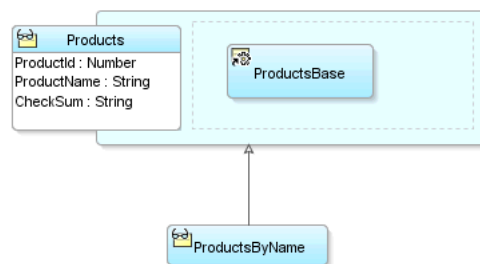 Products
ProductId : Number
ProductName : String
CheckSum : String
ProductsBase
ProductsByName